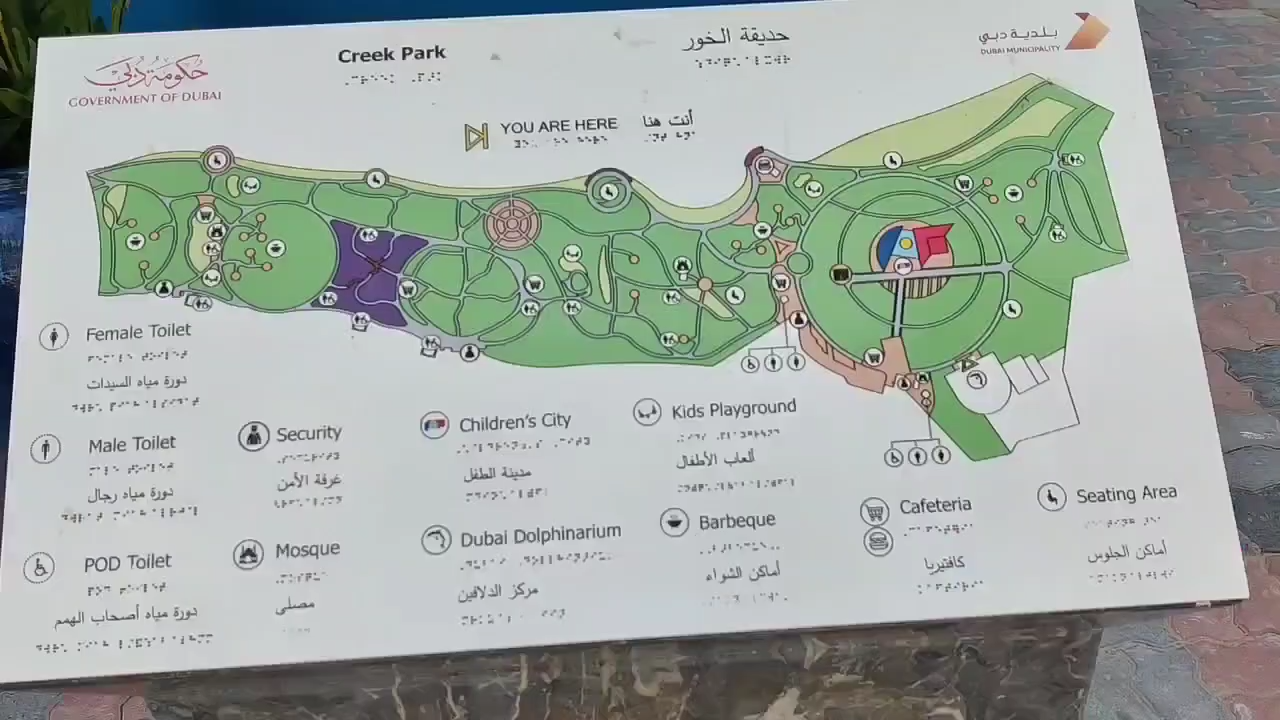 Creek Park
حديقة الخور
بلدية دبي
DUBAI MUNICIPALITY
حكومة دبي
GOVERNMENT OF DUBAI
YOU ARE HERE
أنت هنا
Female Toilet
دورة مياه السيدات
Male Toilet
دورة مياه رجال
POD Toilet
دورة مياه أصحاب الهمم
Security
غرفة الأمن
Mosque
مصلى
Children's City
مدينة الطفل
Dubai Dolphinarium
مركز الدلافين
Kids Playground
ألعاب الأطفال
Barbeque
أماكن الشواء
Cafeteria
كافتيريا
Seating Area
أماكن الجلوس